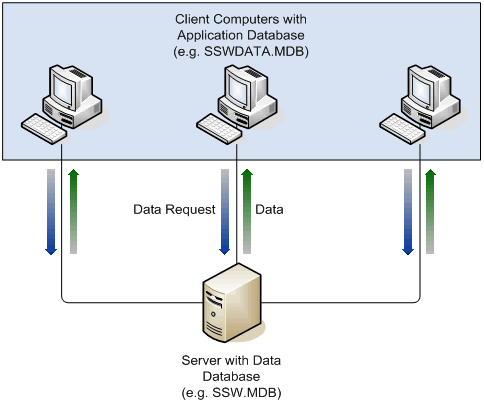 Client Computers with
Application Database
(e.g. SSWDATA.MDB)
Data Request
Data
Server with Data
Database
(e.g. SSW.MDB)